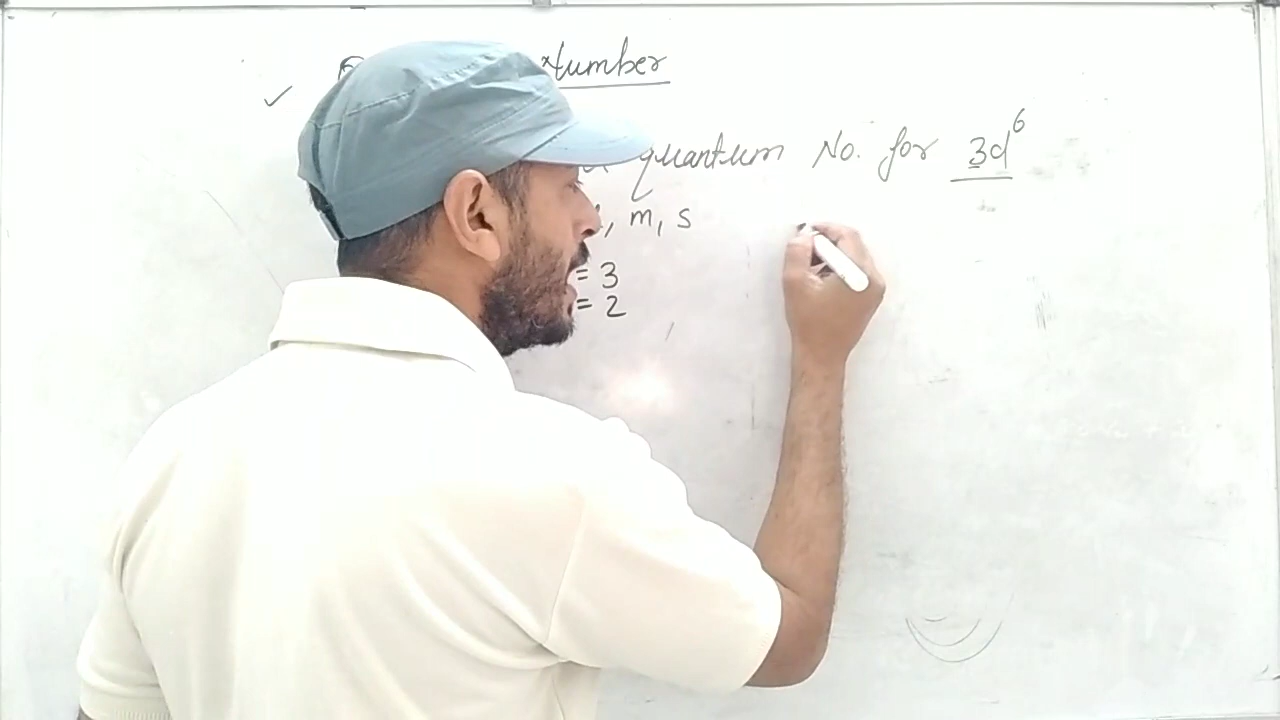 Number
quantum No. for 3d⁶
, m, s
= 3
= 2